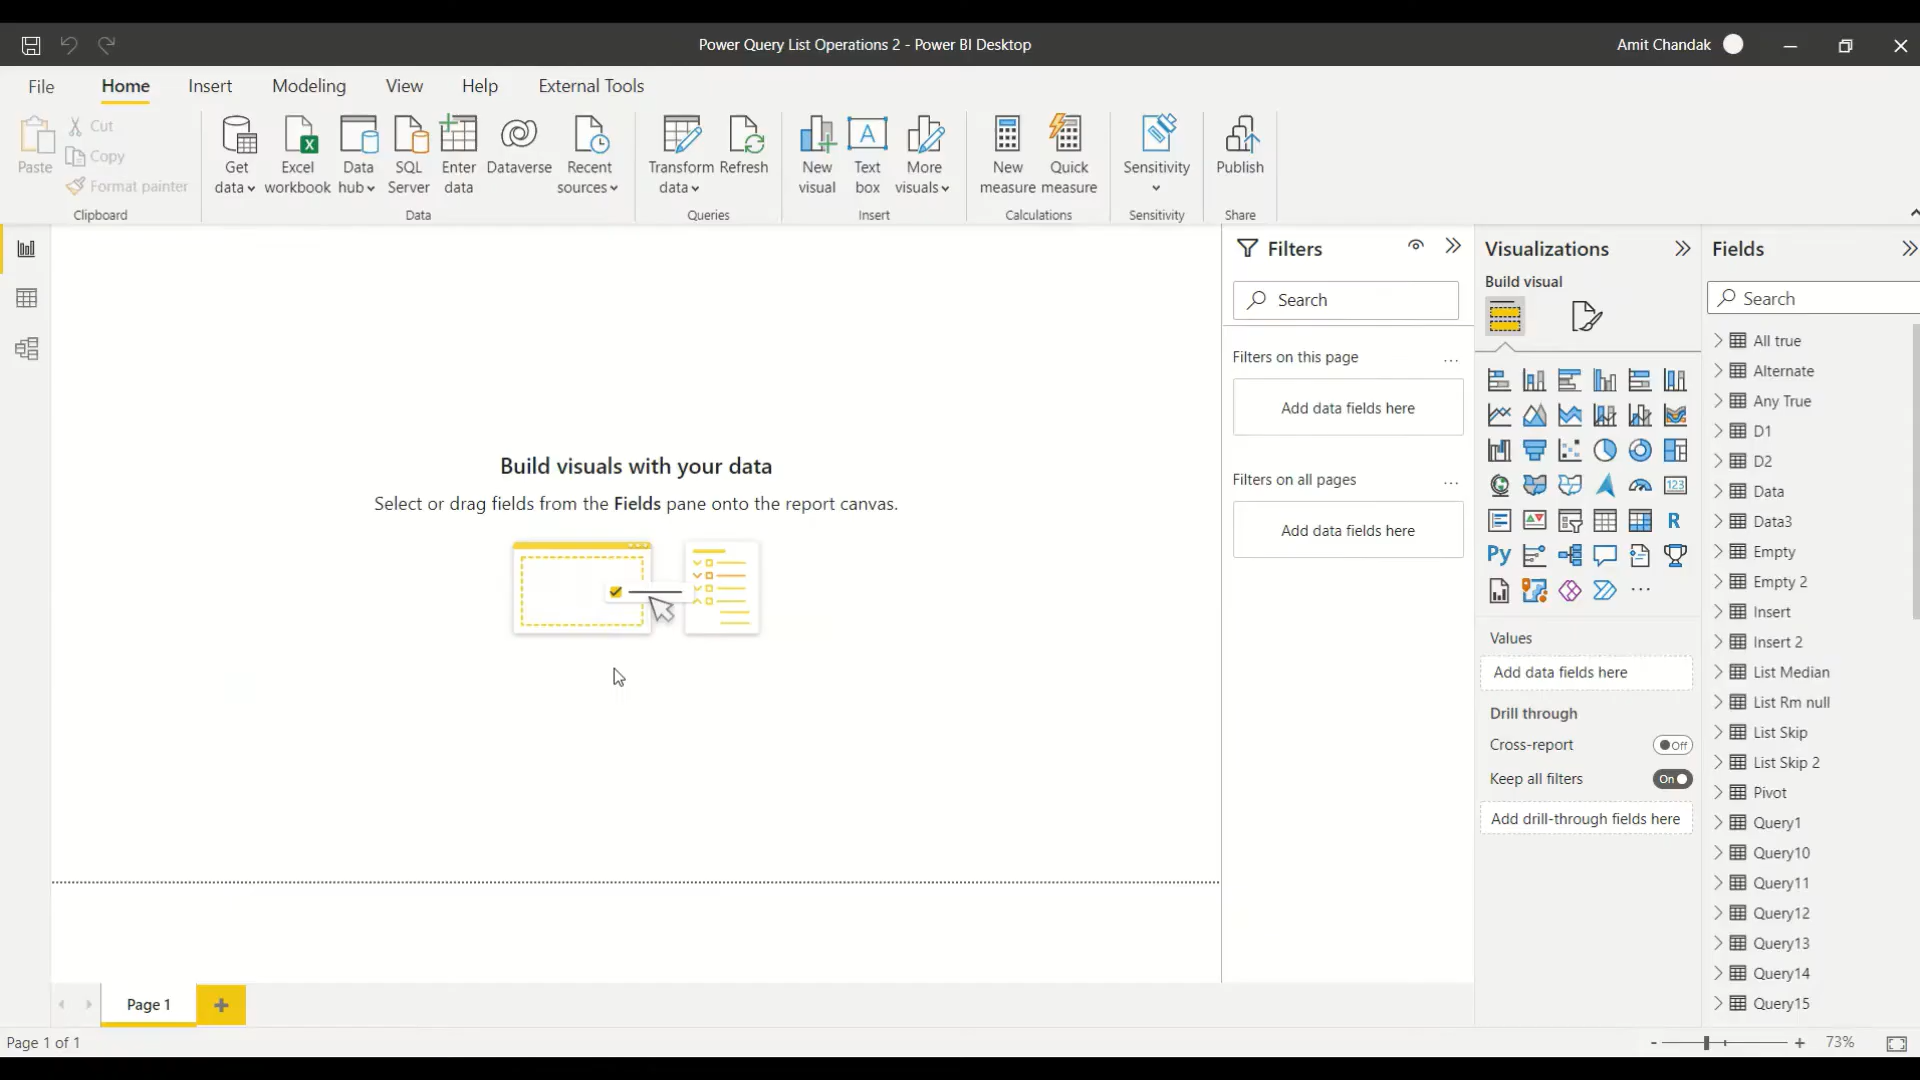 Power Query List Operations 2 - Power BI Desktop
Amit Chandak
File
Home
Insert
Modeling
View
Help
External Tools
Paste
Cut
Copy
Format painter
Clipboard
Get
data
Excel
workbook
Data
hub
SQL
Server
Enter
data
Dataverse
Recent
sources
Data
Transform
data
Refresh
Queries
New
visual
Text
box
More
visuals
Insert
New
measure
Quick
measure
Calculations
Sensitivity
Sensitivity
Publish
Share
Build visuals with your data
Select or drag fields from the Fields pane onto the report canvas.
Filters
Search
Filters on this page
...
Add data fields here
Filters on all pages
...
Add data fields here
Visualizations
Build visual
123
R
Py
...
Values
Add data fields here
Drill through
Cross-report
Off
Keep all filters
On
Add drill-through fields here
Fields
Search
All true
Alternate
Any True
D1
D2
Data
Data3
Empty
Empty 2
Insert
Insert 2
List Median
List Rm null
List Skip
List Skip 2
Pivot
Query1
Query10
Query11
Query12
Query13
Query14
Query15
Page 1
+
Page 1 of 1
- + 73%